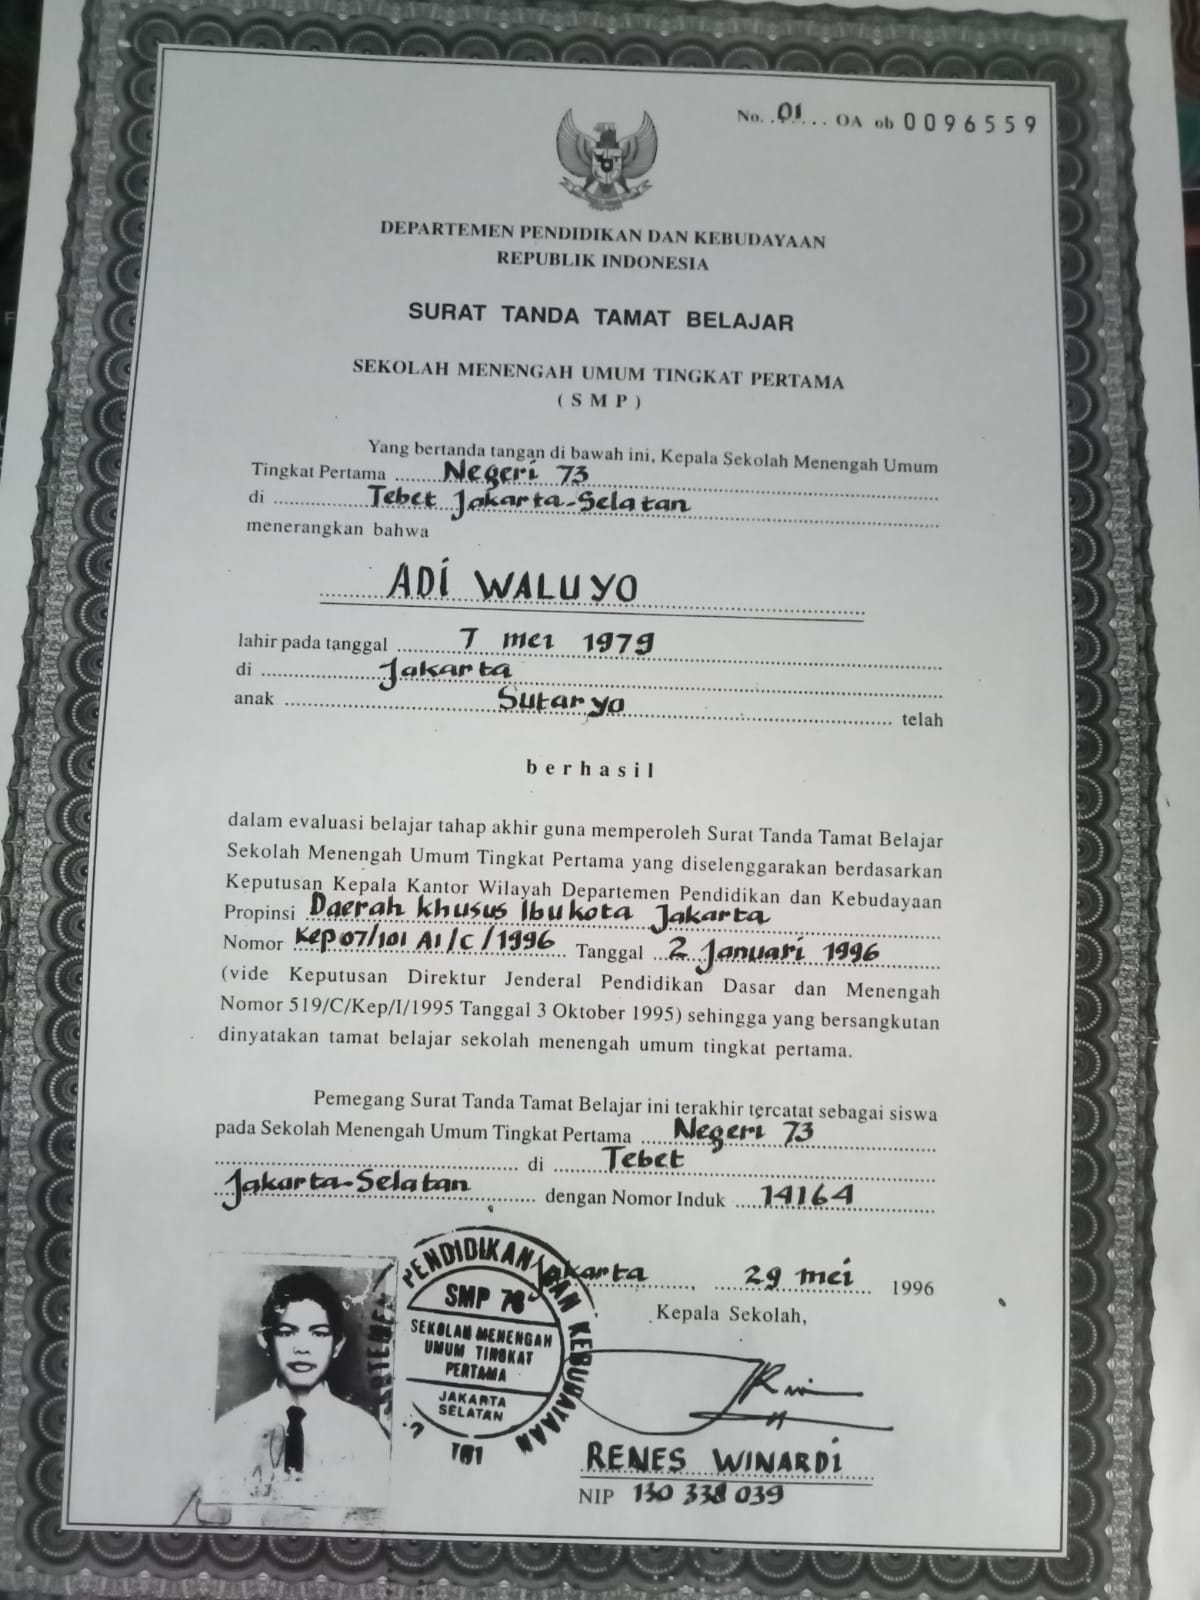 No. .01.... OA ob 0096559
DEPARTEMEN PENDIDIKAN DAN KEBUDAYAAN
REPUBLIK INDONESIA
SURAT TANDA TAMAT BELAJAR
SEKOLAH MENENGAH UMUM TINGKAT PERTAMA
( S M P )
Yang bertanda tangan di bawah ini, Kepala Sekolah Menengah Umum
Tingkat Pertama Negeri 73
di Tebet Jakarta-Selatan
menerangkan bahwa
ADI WALUYO
lahir pada tanggal 7 mei 1979
di Jakarta
anak Sutaryo telah
berhasil
dalam evaluasi belajar tahap akhir guna memperoleh Surat Tanda Tamat Belajar
Sekolah Menengah Umum Tingkat Pertama yang diselenggarakan berdasarkan
Keputusan Kepala Kantor Wilayah Departemen Pendidikan dan Kebudayaan
Propinsi Daerah Khusus Ibukota Jakarta
Nomor Kep 07/101 A1/C/1996 Tanggal 2 Januari 1996
(vide Keputusan Direktur Jenderal Pendidikan Dasar dan Menengah
Nomor 519/C/Kep/I/1995 Tanggal 3 Oktober 1995) sehingga yang bersangkutan
dinyatakan tamat belajar sekolah menengah umum tingkat pertama.
Pemegang Surat Tanda Tamat Belajar ini terakhir tercatat sebagai siswa
pada Sekolah Menengah Umum Tingkat Pertama Negeri 73
di Tebet
Jakarta-Selatan dengan Nomor Induk 14164
Jakarta, 29 mei 1996
Kepala Sekolah,
PENDIDIKAN DAN KEBUDAYAAN
SMP 73
SEKOLAH MENENGAH
UMUM TINGKAT
PERTAMA
JAKARTA
SELATAN
RENES WINARDI
NIP 130 338 039